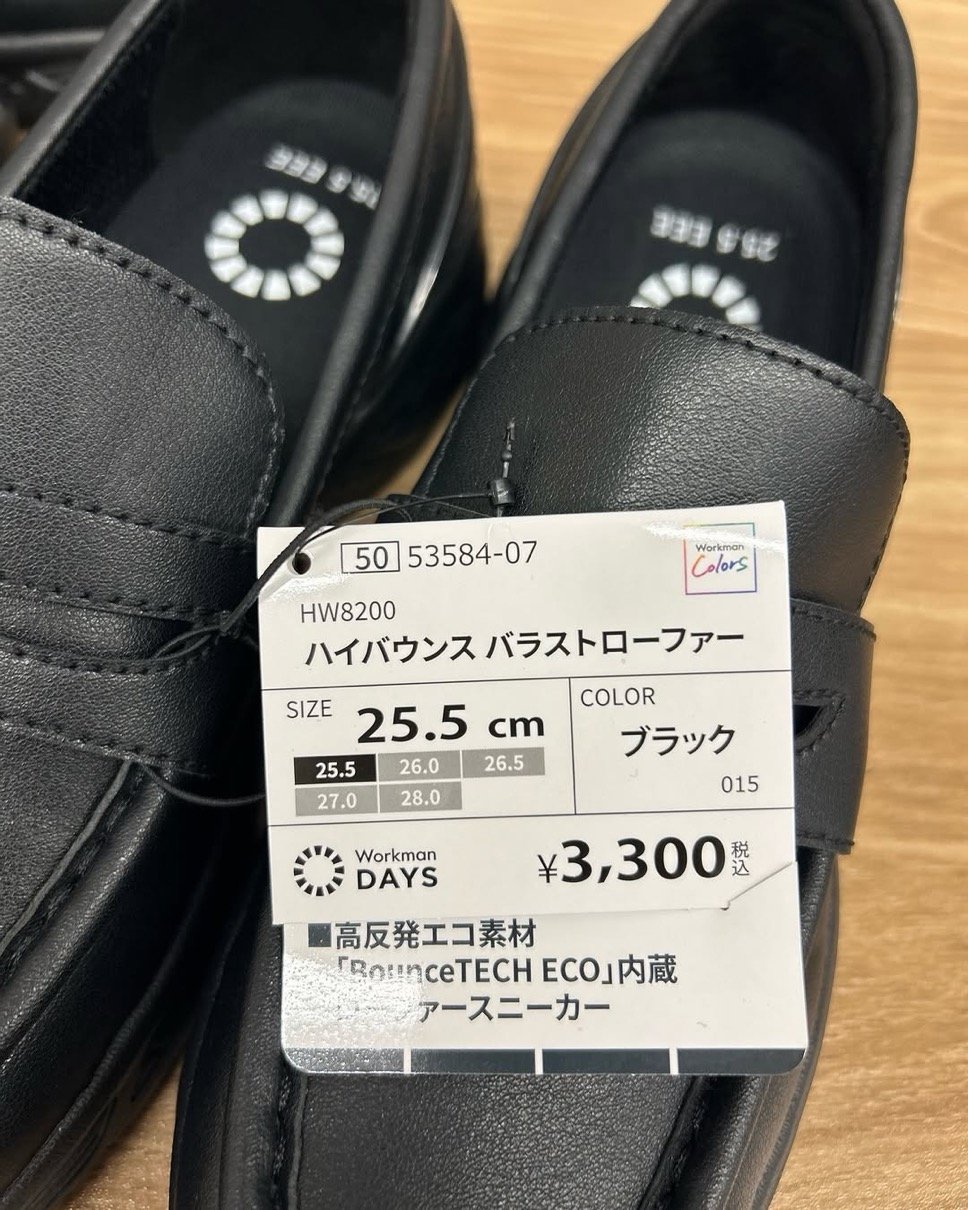 25.5 EEE
50 53584-07
Workman
Colors
HW8200
ハイバウンス バラストローファー
SIZE 25.5 cm
25.5 26.0 26.5
27.0 28.0
COLOR
ブラック
015
Workman
DAYS
¥3,300 税込
■高反発エコ素材
「BounceTECH ECO」内蔵
ローファースニーカー